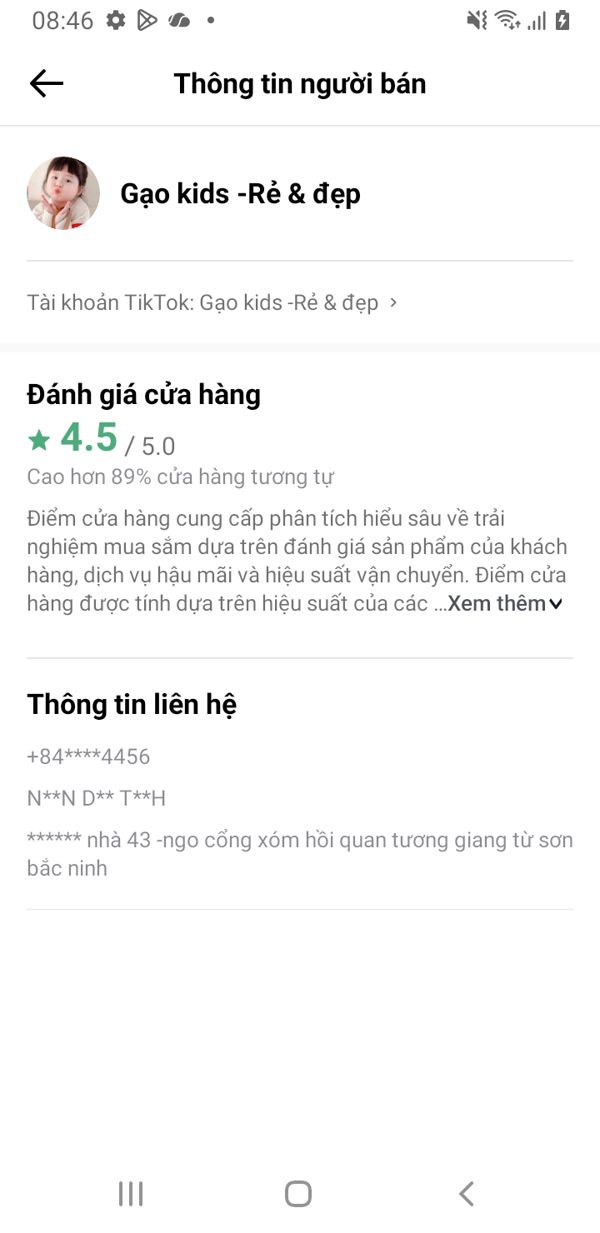 08:46
Thông tin người bán
Gạo kids -Rẻ & đẹp
Tài khoản TikTok: Gạo kids -Rẻ & đẹp
Đánh giá cửa hàng
4.5 / 5.0
Cao hơn 89% cửa hàng tương tự
Điểm cửa hàng cung cấp phân tích hiểu sâu về trải
nghiệm mua sắm dựa trên đánh giá sản phẩm của khách
hàng, dịch vụ hậu mãi và hiệu suất vận chuyển. Điểm cửa
hàng được tính dựa trên hiệu suất của các ...Xem thêm
Thông tin liên hệ
+84****4456
N**N D** T**H
****** nhà 43 -ngo cổng xóm hồi quan tương giang từ sơn
bắc ninh